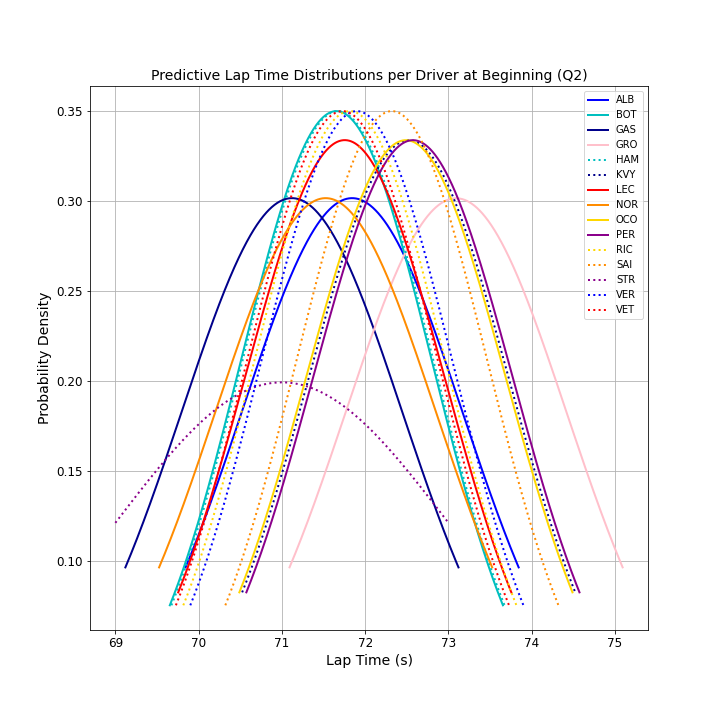 Predictive Lap Time Distributions per Driver at Beginning (Q2)
ALB
BOT
GAS
GRO
HAM
KVY
LEC
NOR
OCO
PER
RIC
SAI
STR
VER
VET
Probability Density
0.35
0.30
0.25
0.20
0.15
0.10
69 70 71 72 73 74 75
Lap Time (s)